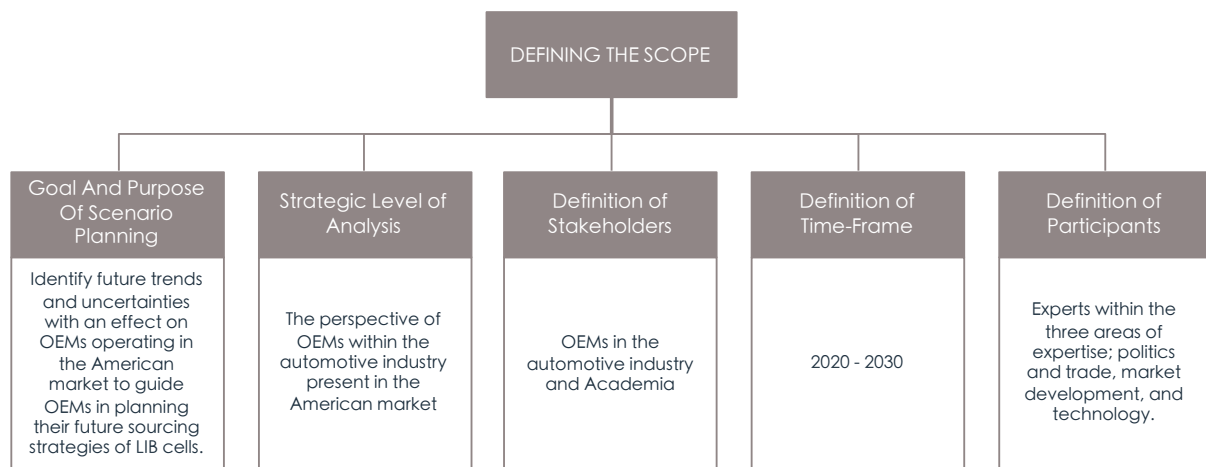 DEFINING THE SCOPE
Goal And Purpose
Of Scenario
Planning
Identify future trends
and uncertainties
with an effect on
OEMs operating in
the American
market to guide
OEMs in planning
their future sourcing
strategies of LIB cells.
Strategic Level of
Analysis
The perspective of
OEMs within the
automotive industry
present in the
American market
Definition of
Stakeholders
OEMs in the
automotive industry
and Academia
Definition of
Time-Frame
2020 - 2030
Definition of
Participants
Experts within the
three areas of
expertise; politics
and trade, market
development, and
technology.